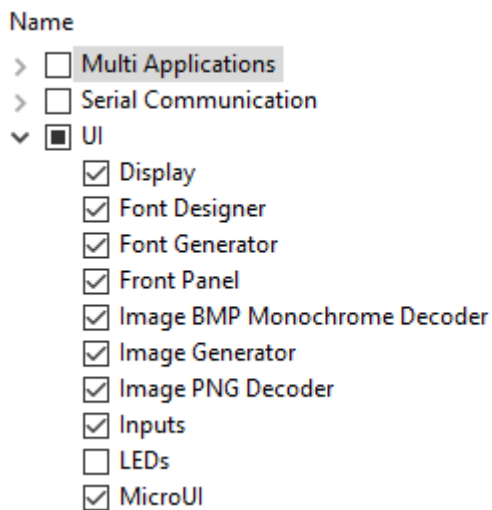 Name
Multi Applications
Serial Communication
UI
Display
Font Designer
Font Generator
Front Panel
Image BMP Monochrome Decoder
Image Generator
Image PNG Decoder
Inputs
LEDs
MicroUI